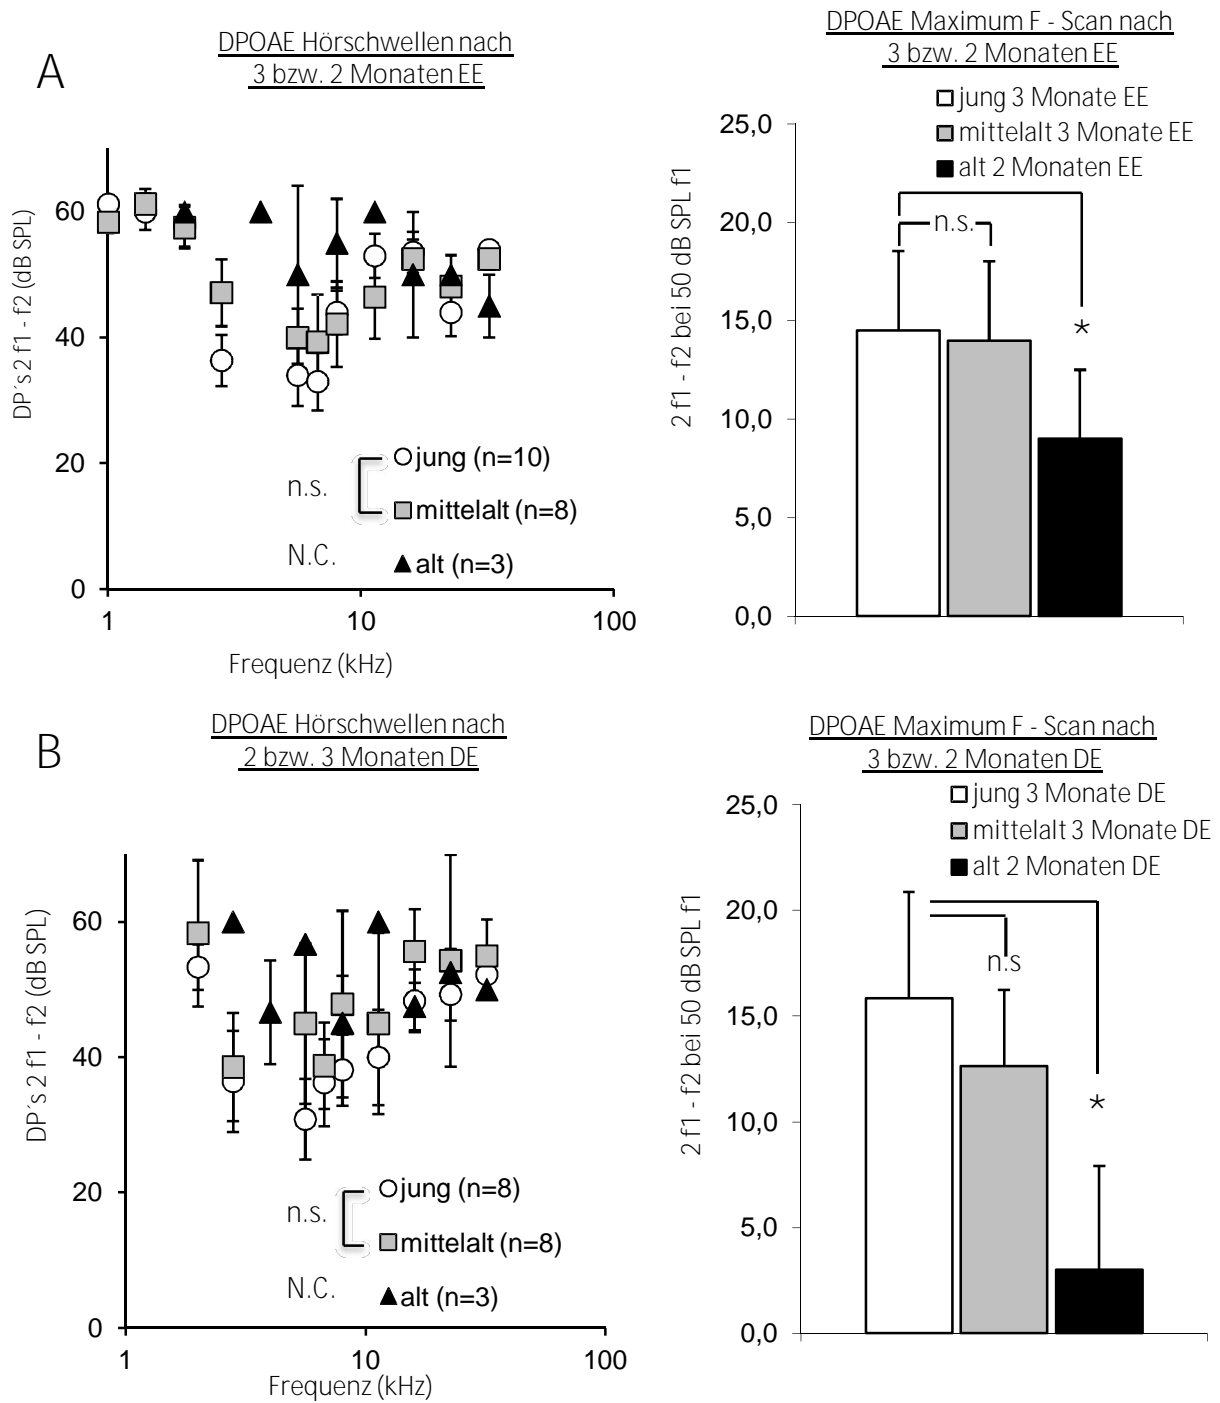 A
DPOAE Hörschwellen nach
3 bzw. 2 Monaten EE
DP´s 2 f1 - f2 (dB SPL)
60
40
20
0
1
10
100
Frequenz (kHz)
n.s.
N.C.
jung (n=10)
mittelalt (n=8)
alt (n=3)
DPOAE Maximum F - Scan nach
3 bzw. 2 Monaten EE
jung 3 Monate EE
mittelalt 3 Monate EE
alt 2 Monaten EE
2 f1 - f2 bei 50 dB SPL f1
25,0
20,0
15,0
10,0
5,0
0,0
n.s.
*
B
DPOAE Hörschwellen nach
2 bzw. 3 Monaten DE
DP´s 2 f1 - f2 (dB SPL)
60
40
20
0
1
10
100
Frequenz (kHz)
n.s.
N.C.
jung (n=8)
mittelalt (n=8)
alt (n=3)
DPOAE Maximum F - Scan nach
3 bzw. 2 Monaten DE
jung 3 Monate DE
mittelalt 3 Monate DE
alt 2 Monaten DE
2 f1 - f2 bei 50 dB SPL f1
25,0
20,0
15,0
10,0
5,0
0,0
n.s
*